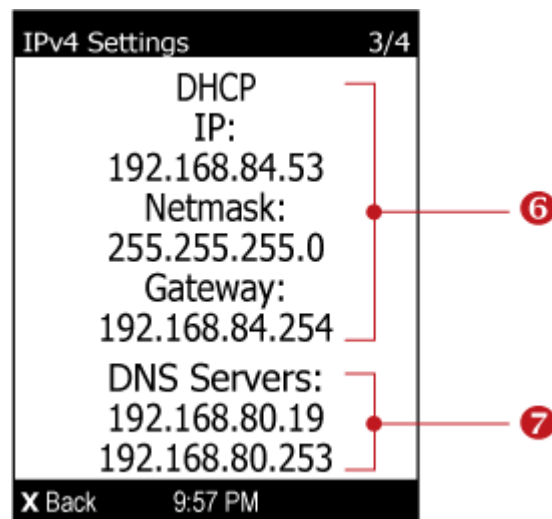 IPv4 Settings 3/4
DHCP
IP:
192.168.84.53
Netmask:
255.255.255.0
Gateway:
192.168.84.254
6
DNS Servers:
192.168.80.19
192.168.80.253
7
X Back 9:57 PM